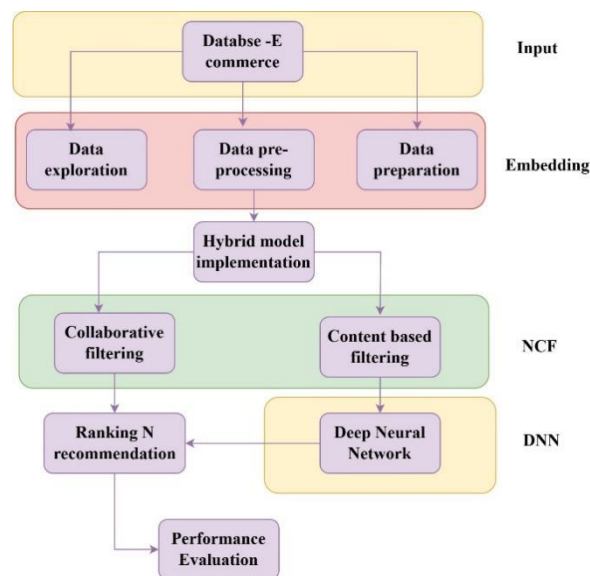 Databse -E
commerce
Input
Data
exploration
Data pre-
processing
Data
preparation
Embedding
Hybrid model
implementation
Collaborative
filtering
Content based
filtering
NCF
Ranking N
recommendation
Deep Neural
Network
DNN
Performance
Evaluation